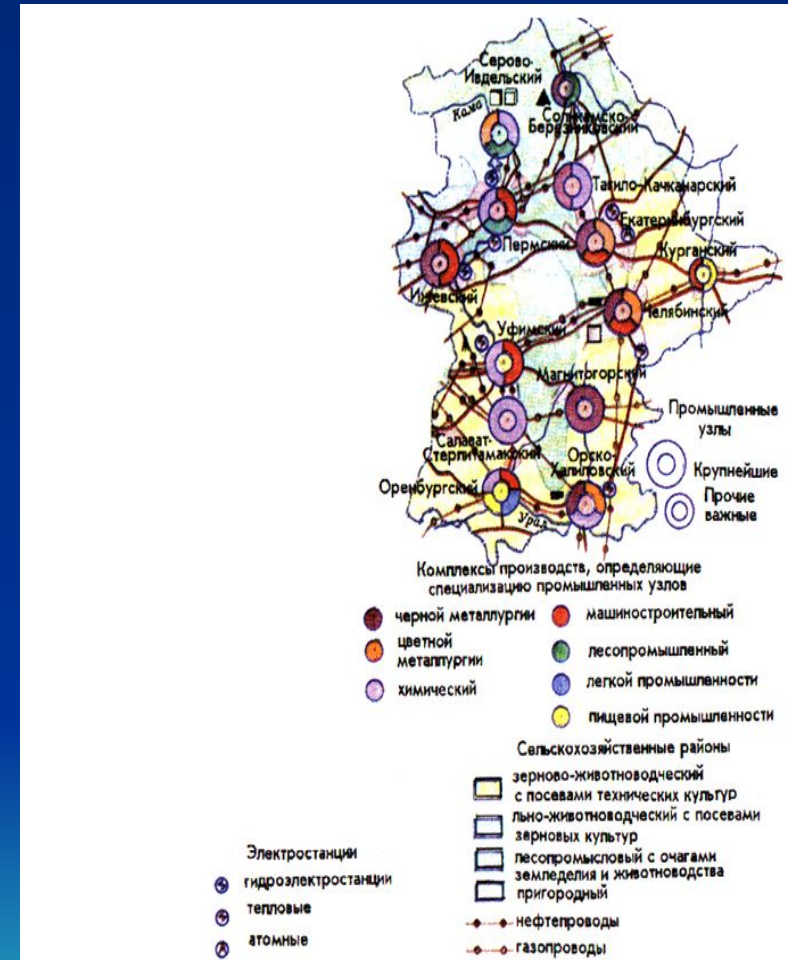 Серово-
Ивдельский
Кама
Соликамско-
Березниковский
Тагило-Качканарский
Екатеринбургский
Пермский
Курганский
Ижевский
Челябинский
Уфимский
Магнитогорский
Промышленные
узлы
Салават-
Стерлитамакский
Орско-
Халиловский
Крупнейшие
Оренбургский
Прочие
важные
Урал
Комплексы производств, определяющие
специализацию промышленных узлов
черной металлургии
машиностроительный
цветной
металлургии
лесопромышленный
химический
легкой промышленности
пищевой промышленности
Сельскохозяйственные районы
зерново-животноводческий
с посевами технических культур
льно-животноводческий с посевами
зерновых культур
лесопромысловый с очагами
земледелия и животноводства
пригородный
Электростанции
гидроэлектростанции
тепловые
атомные
нефтепроводы
газопроводы